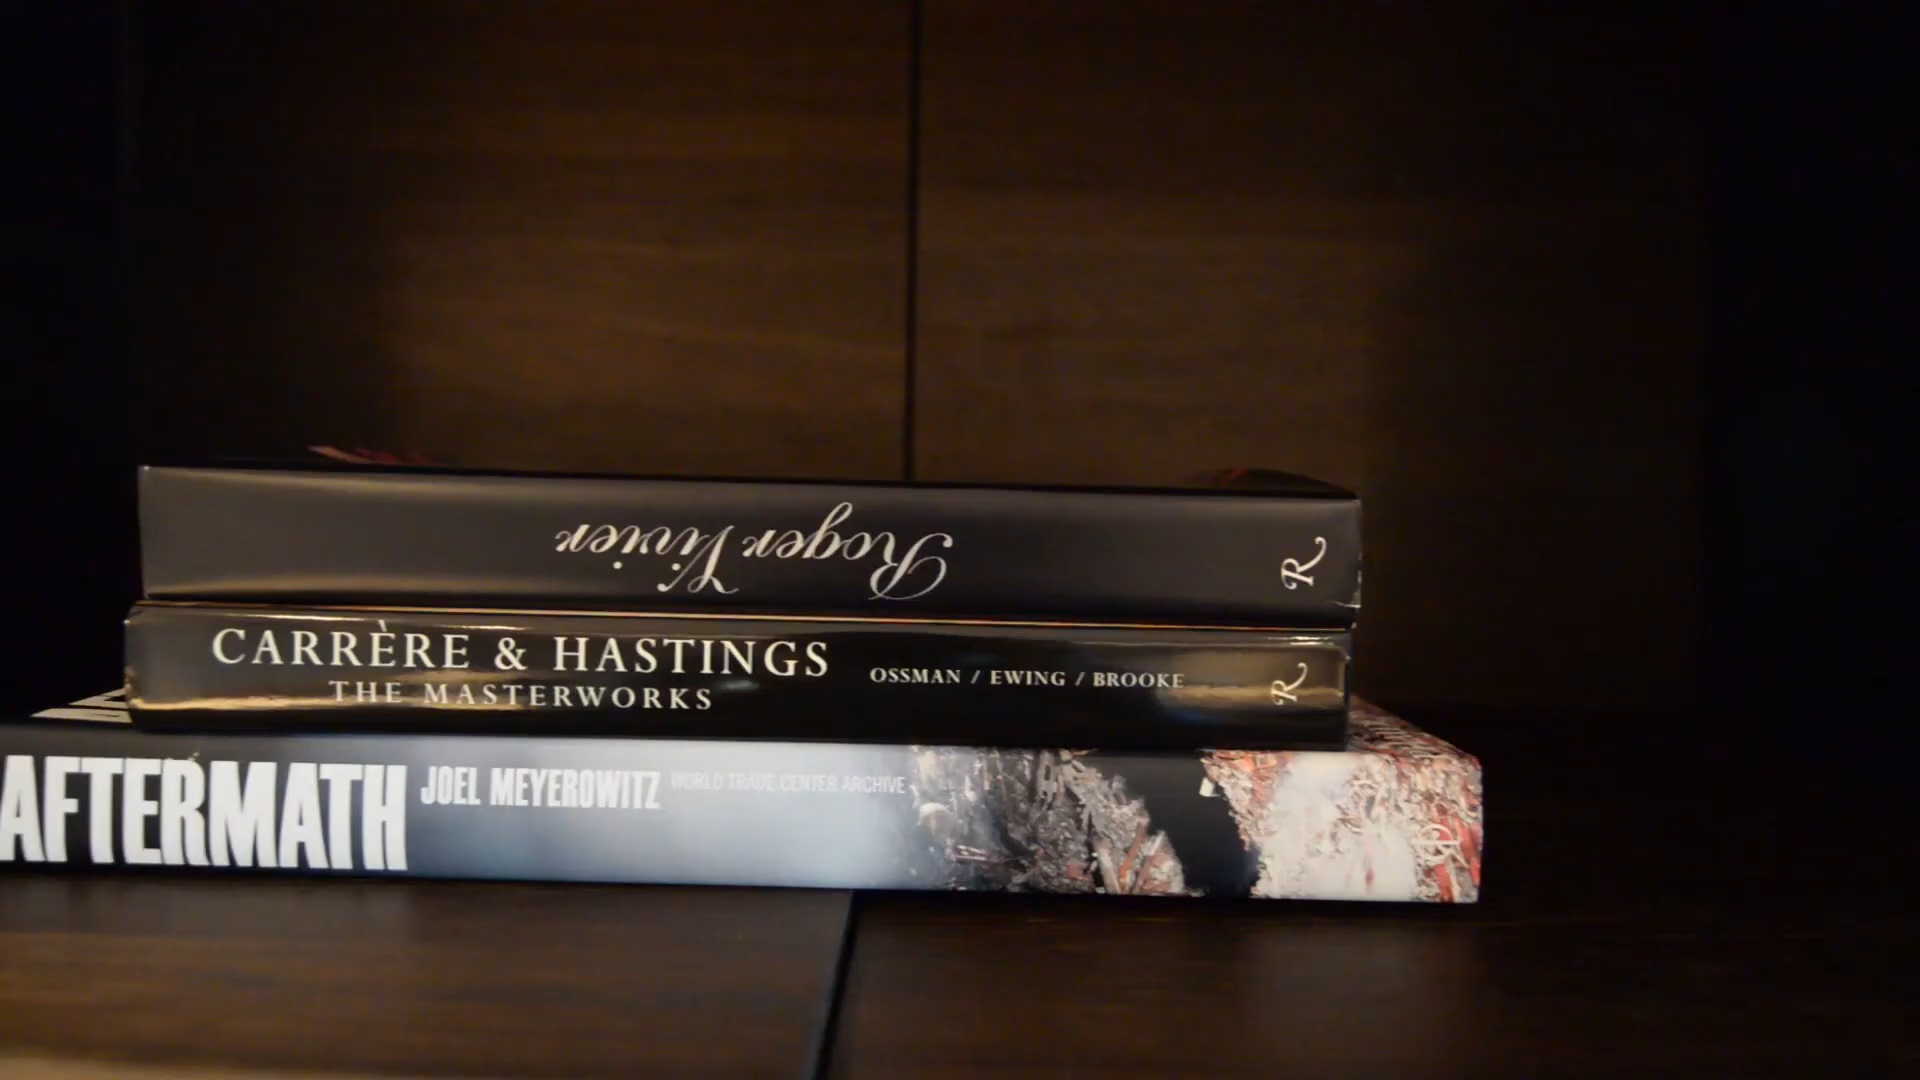 Roger Vivier
R
CARRÈRE & HASTINGS
THE MASTERWORKS
OSSMAN / EWING / BROOKE
R
AFTERMATH
JOEL MEYEROWITZ
WORLD TRADE CENTER ARCHIVE